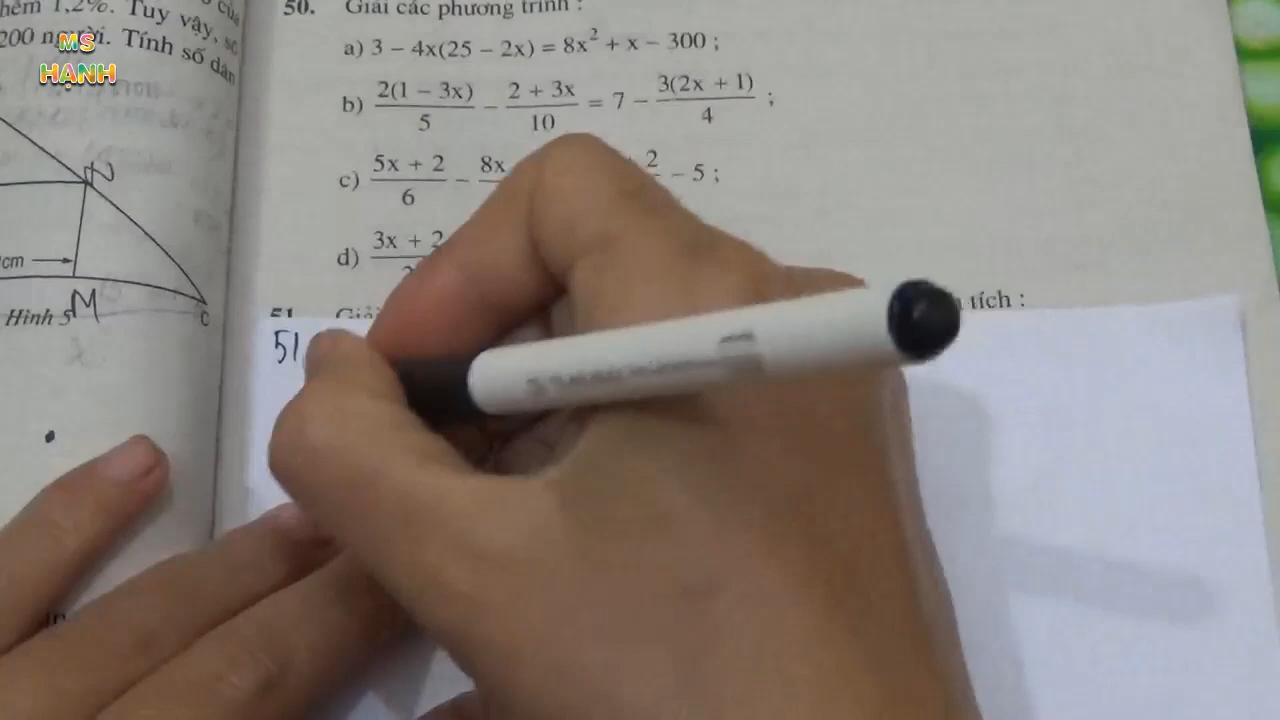 hêm 1,2%. Tuy vậy, số
200 người. Tính số dân
MS
HẠNH
N
cm
Hình 5
M
C
50. Giải các phương trình :
a) 3 – 4x(25 – 2x) = 8x² + x – 300 ;
b) 2(1 – 3x)/5 – (2 + 3x)/10 = 7 – 3(2x + 1)/4 ;
c) (5x + 2)/6 – 8x 2 – 5 ;
d) 3x + 2
51. Giải tích :
51